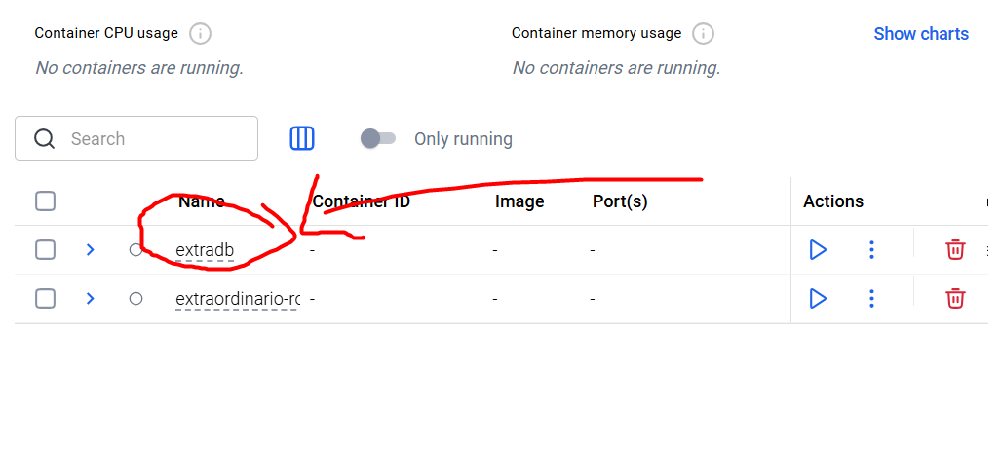 Container CPU usage
Container memory usage
Show charts
No containers are running.
No containers are running.
Search
Only running
Name
Container ID
Image
Port(s)
Actions
extradb - - -
extraordinario-rc - - -